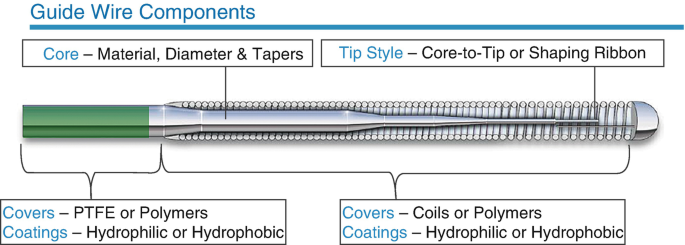 Guide Wire Components
Core – Material, Diameter & Tapers
Tip Style – Core-to-Tip or Shaping Ribbon
Covers – PTFE or Polymers
Coatings – Hydrophilic or Hydrophobic
Covers – Coils or Polymers
Coatings – Hydrophilic or Hydrophobic